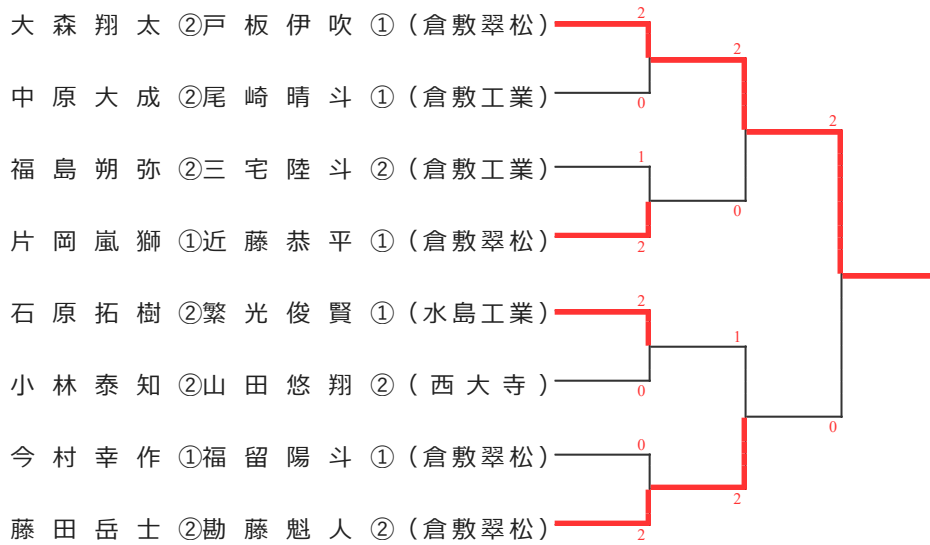 大森翔太②戸板伊吹①(倉敷翠松)
2
2
中原大成②尾崎晴斗①(倉敷工業)
0
2
福島朔弥②三宅陸斗②(倉敷工業)
1
0
片岡嵐獅①近藤恭平①(倉敷翠松)
2
石原拓樹②繁光俊賢①(水島工業)
2
1
小林泰知②山田悠翔②(西大寺)
0
0
今村幸作①福留陽斗①(倉敷翠松)
0
2
藤田岳士②勘藤魁人②(倉敷翠松)
2